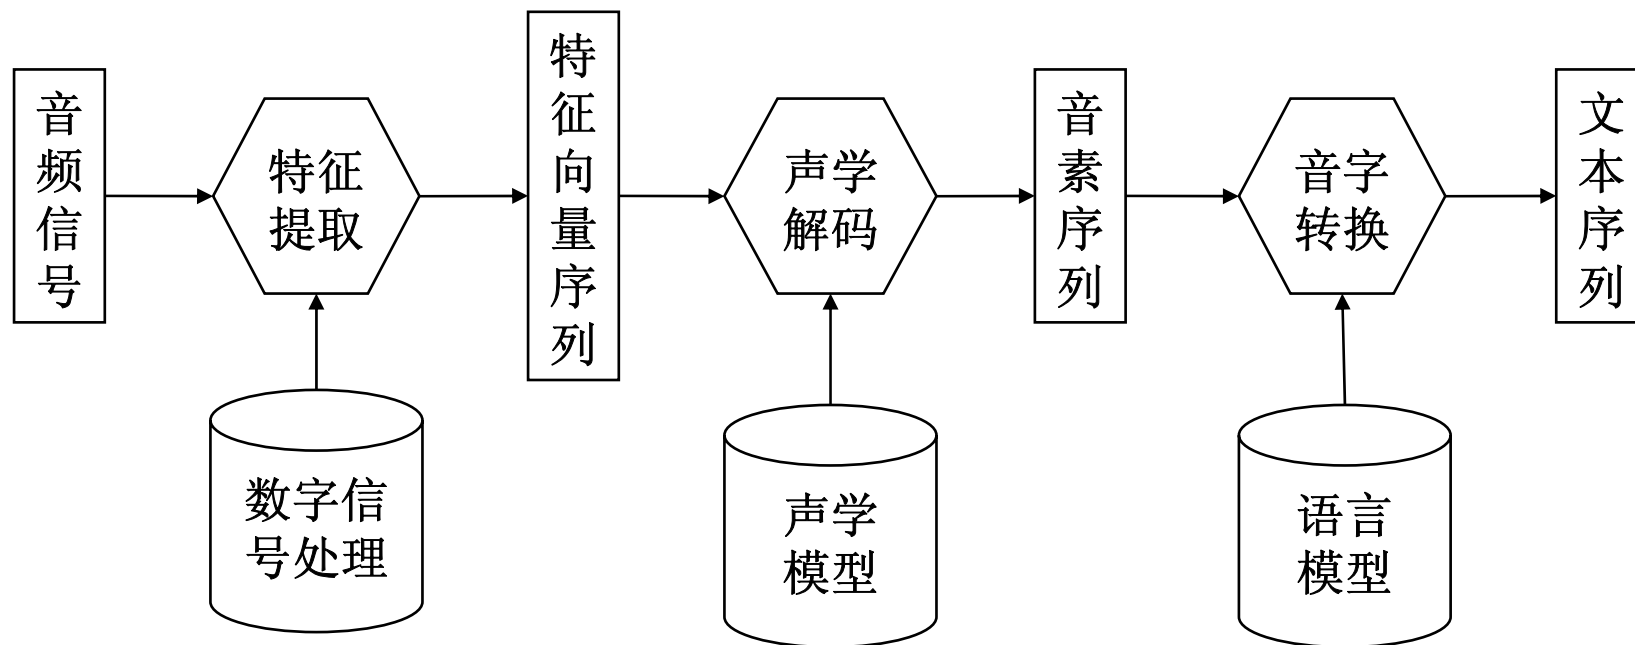 音频信号
特征
提取
特征向量序列
声学
解码
音素序列
音字
转换
文本序列
数字信
号处理
声学
模型
语言
模型